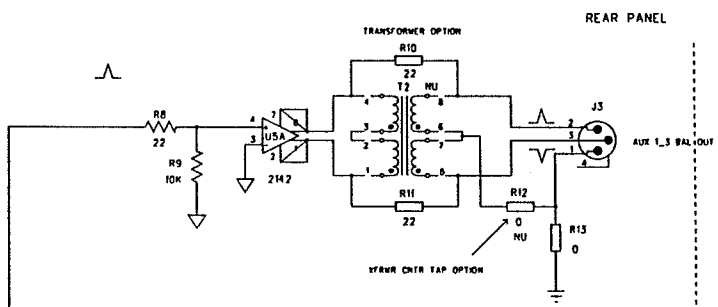 REAR PANEL
TRANSFORMER OPTION
R10
22
T2
NU
J3
R8
22
R9
10K
4
3
7
2
U5A
2142
4
3
2
1
8
6
7
5
R11
22
2
3
1
4
AUX 1_3 BAL OUT
R12
0
NU
R13
0
XFRMR CNTR TAP OPTION